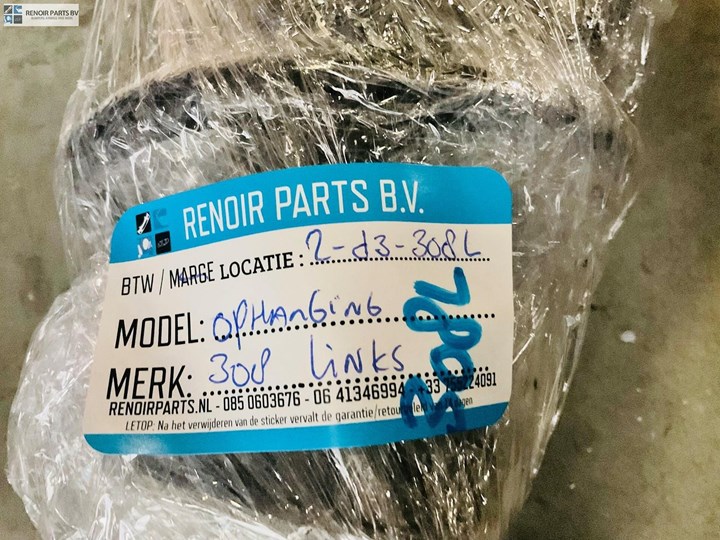 RENOIR PARTS BV
RENOIR PARTS B.V.
BTW / MARGE LOCATIE: 2-d3-308L
MODEL: OPHANGING
MERK: 308 LINKS
RENOIRPARTS.NL - 085 0603676 - 06 41346994 +33
LETOP: Na het verwijderen van de sticker vervalt de garantie/retour